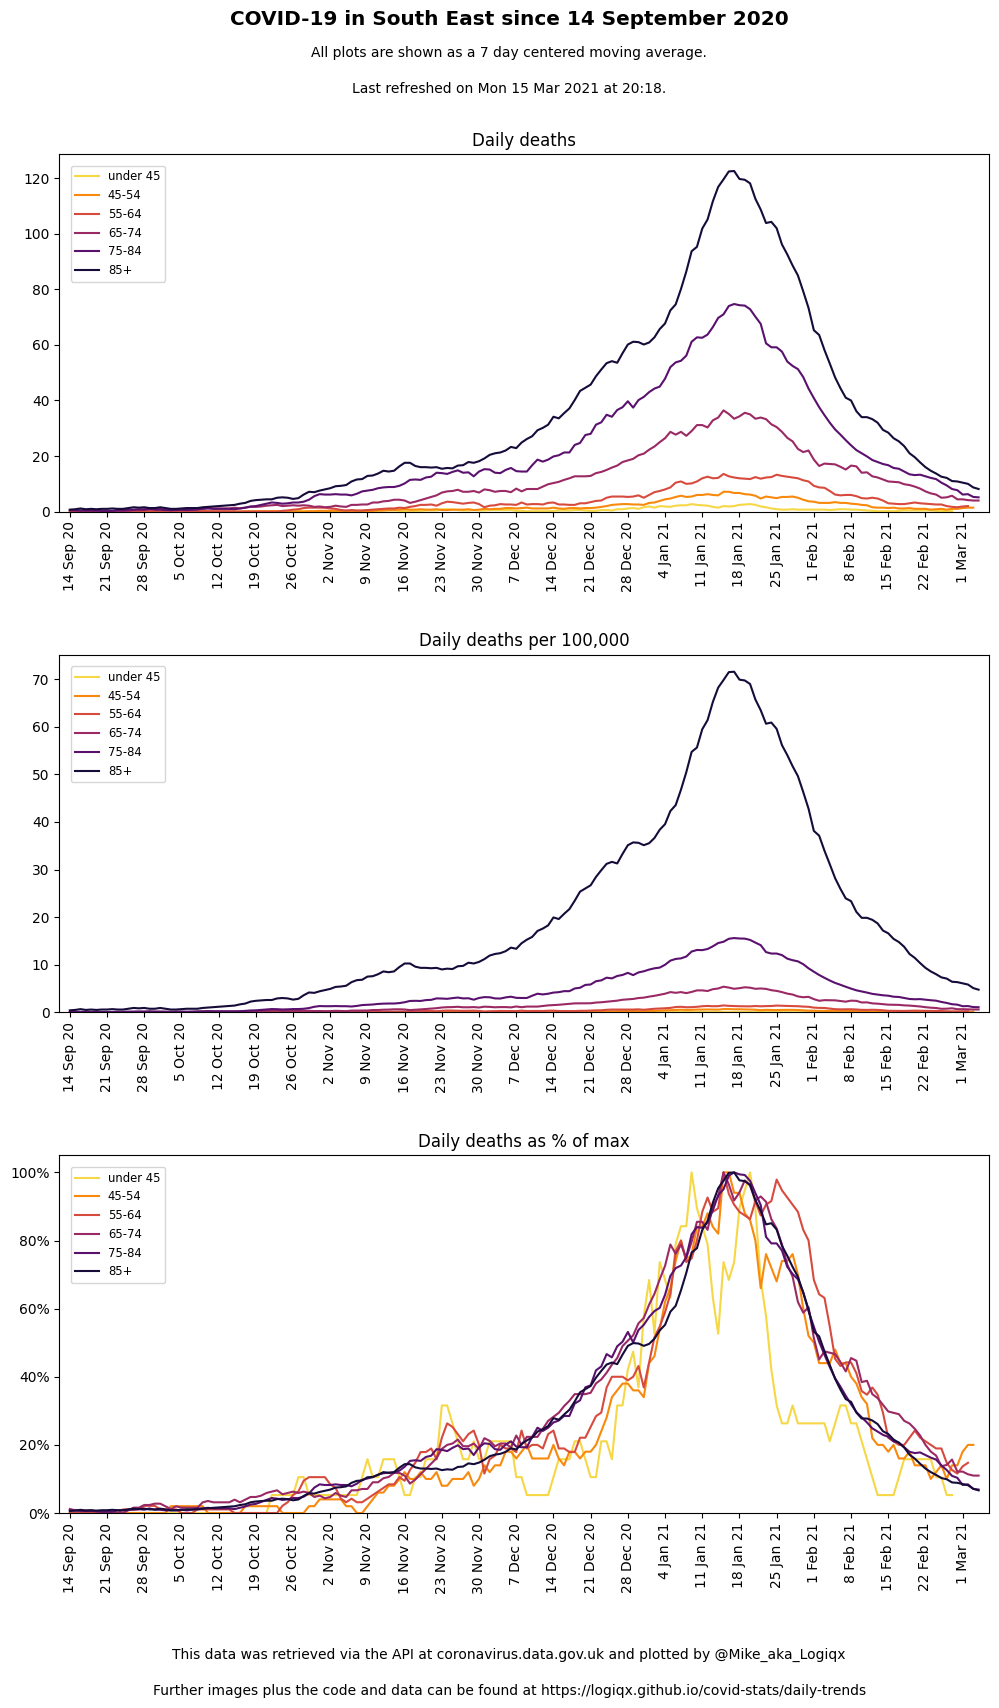 COVID-19 in South East since 14 September 2020
All plots are shown as a 7 day centered moving average.
Last refreshed on Mon 15 Mar 2021 at 20:18.
Daily deaths
120
100
80
60
40
20
0
under 45
45-54
55-64
65-74
75-84
85+
14 Sep 20
21 Sep 20
28 Sep 20
5 Oct 20
12 Oct 20
19 Oct 20
26 Oct 20
2 Nov 20
9 Nov 20
16 Nov 20
23 Nov 20
30 Nov 20
7 Dec 20
14 Dec 20
21 Dec 20
28 Dec 20
4 Jan 21
11 Jan 21
18 Jan 21
25 Jan 21
1 Feb 21
8 Feb 21
15 Feb 21
22 Feb 21
1 Mar 21
Daily deaths per 100,000
70
60
50
40
30
20
10
0
under 45
45-54
55-64
65-74
75-84
85+
14 Sep 20
21 Sep 20
28 Sep 20
5 Oct 20
12 Oct 20
19 Oct 20
26 Oct 20
2 Nov 20
9 Nov 20
16 Nov 20
23 Nov 20
30 Nov 20
7 Dec 20
14 Dec 20
21 Dec 20
28 Dec 20
4 Jan 21
11 Jan 21
18 Jan 21
25 Jan 21
1 Feb 21
8 Feb 21
15 Feb 21
22 Feb 21
1 Mar 21
Daily deaths as % of max
100%
80%
60%
40%
20%
0%
under 45
45-54
55-64
65-74
75-84
85+
14 Sep 20
21 Sep 20
28 Sep 20
5 Oct 20
12 Oct 20
19 Oct 20
26 Oct 20
2 Nov 20
9 Nov 20
16 Nov 20
23 Nov 20
30 Nov 20
7 Dec 20
14 Dec 20
21 Dec 20
28 Dec 20
4 Jan 21
11 Jan 21
18 Jan 21
25 Jan 21
1 Feb 21
8 Feb 21
15 Feb 21
22 Feb 21
1 Mar 21
This data was retrieved via the API at coronavirus.data.gov.uk and plotted by @Mike_aka_Logiqx
Further images plus the code and data can be found at https://logiqx.github.io/covid-stats/daily-trends